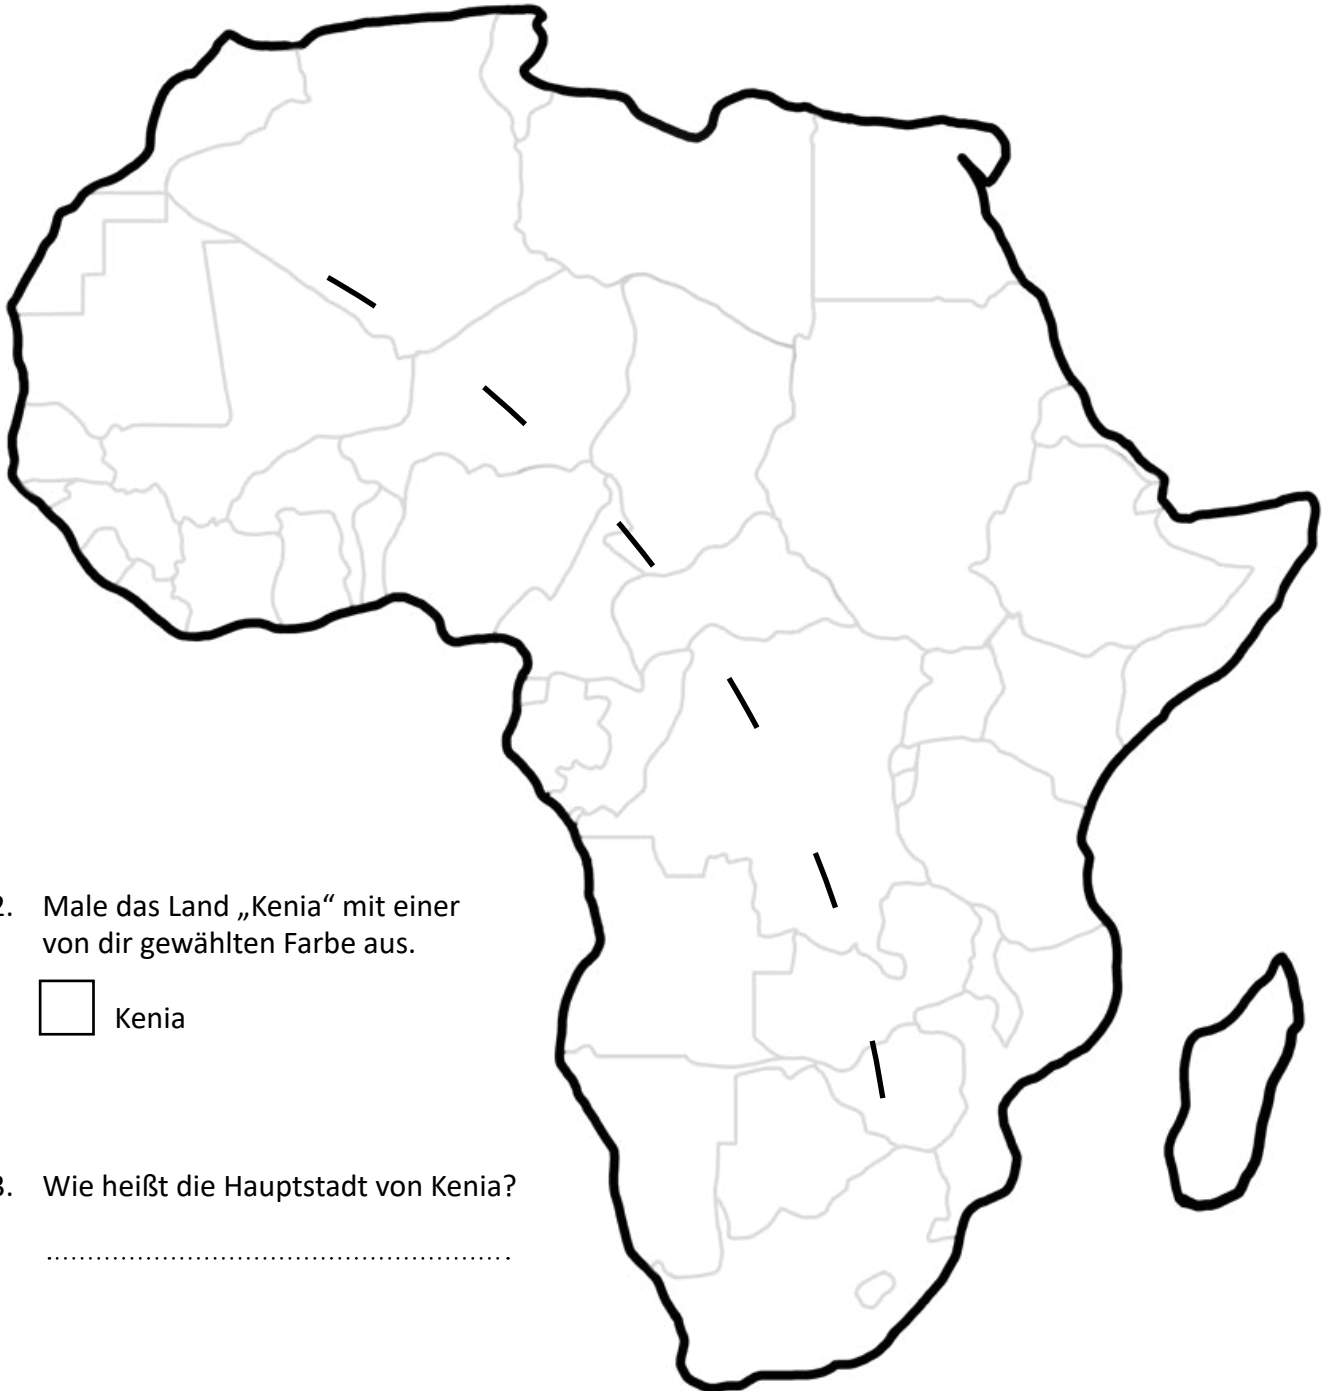 2. Male das Land „Kenia“ mit einer
von dir gewählten Farbe aus.
Kenia
3. Wie heißt die Hauptstadt von Kenia?